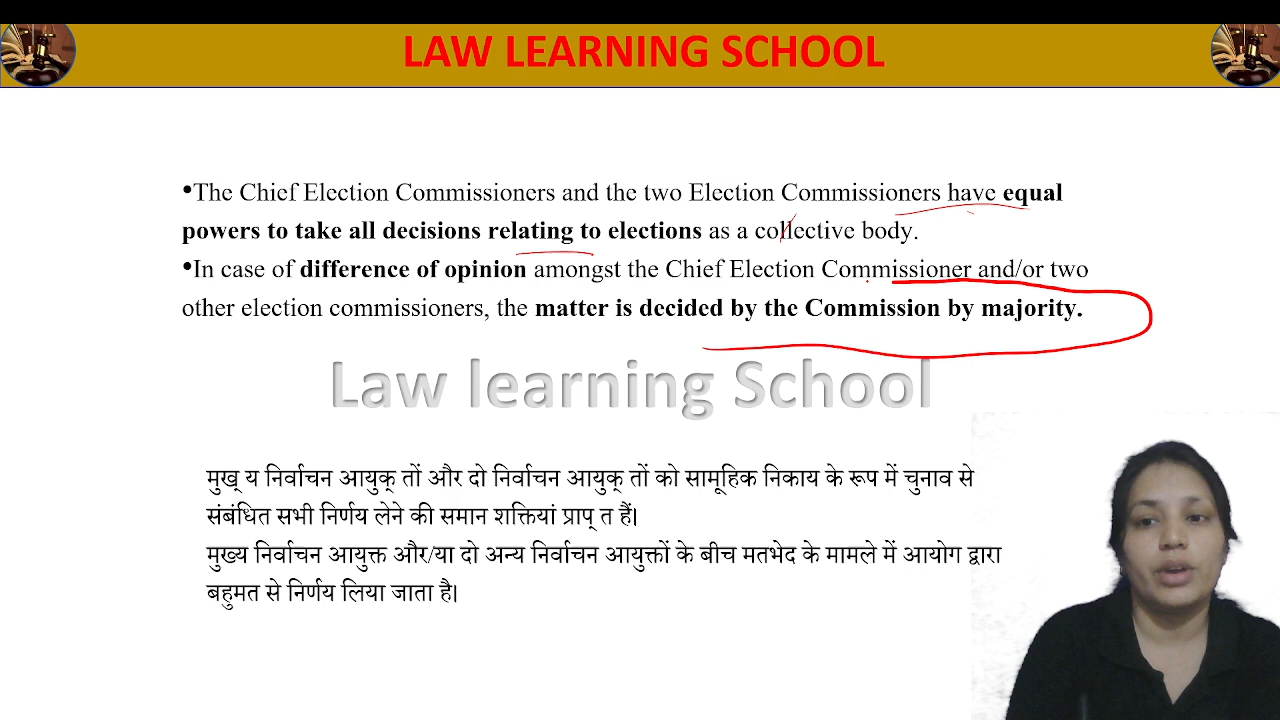 LAW LEARNING SCHOOL
•The Chief Election Commissioners and the two Election Commissioners have equal
powers to take all decisions relating to elections as a collective body.
•In case of difference of opinion amongst the Chief Election Commissioner and/or two
other election commissioners, the matter is decided by the Commission by majority.
Law learning School
मुख् य निर्वाचन आयुक् तों और दो निर्वाचन आयुक् तों को सामूहिक निकाय के रूप में चुनाव से
संबंधित सभी निर्णय लेने की समान शक्तियां प्राप् त हैं।
मुख्य निर्वाचन आयुक्त और/या दो अन्य निर्वाचन आयुक्तों के बीच मतभेद के मामले में आयोग द्वारा
बहुमत से निर्णय लिया जाता है।